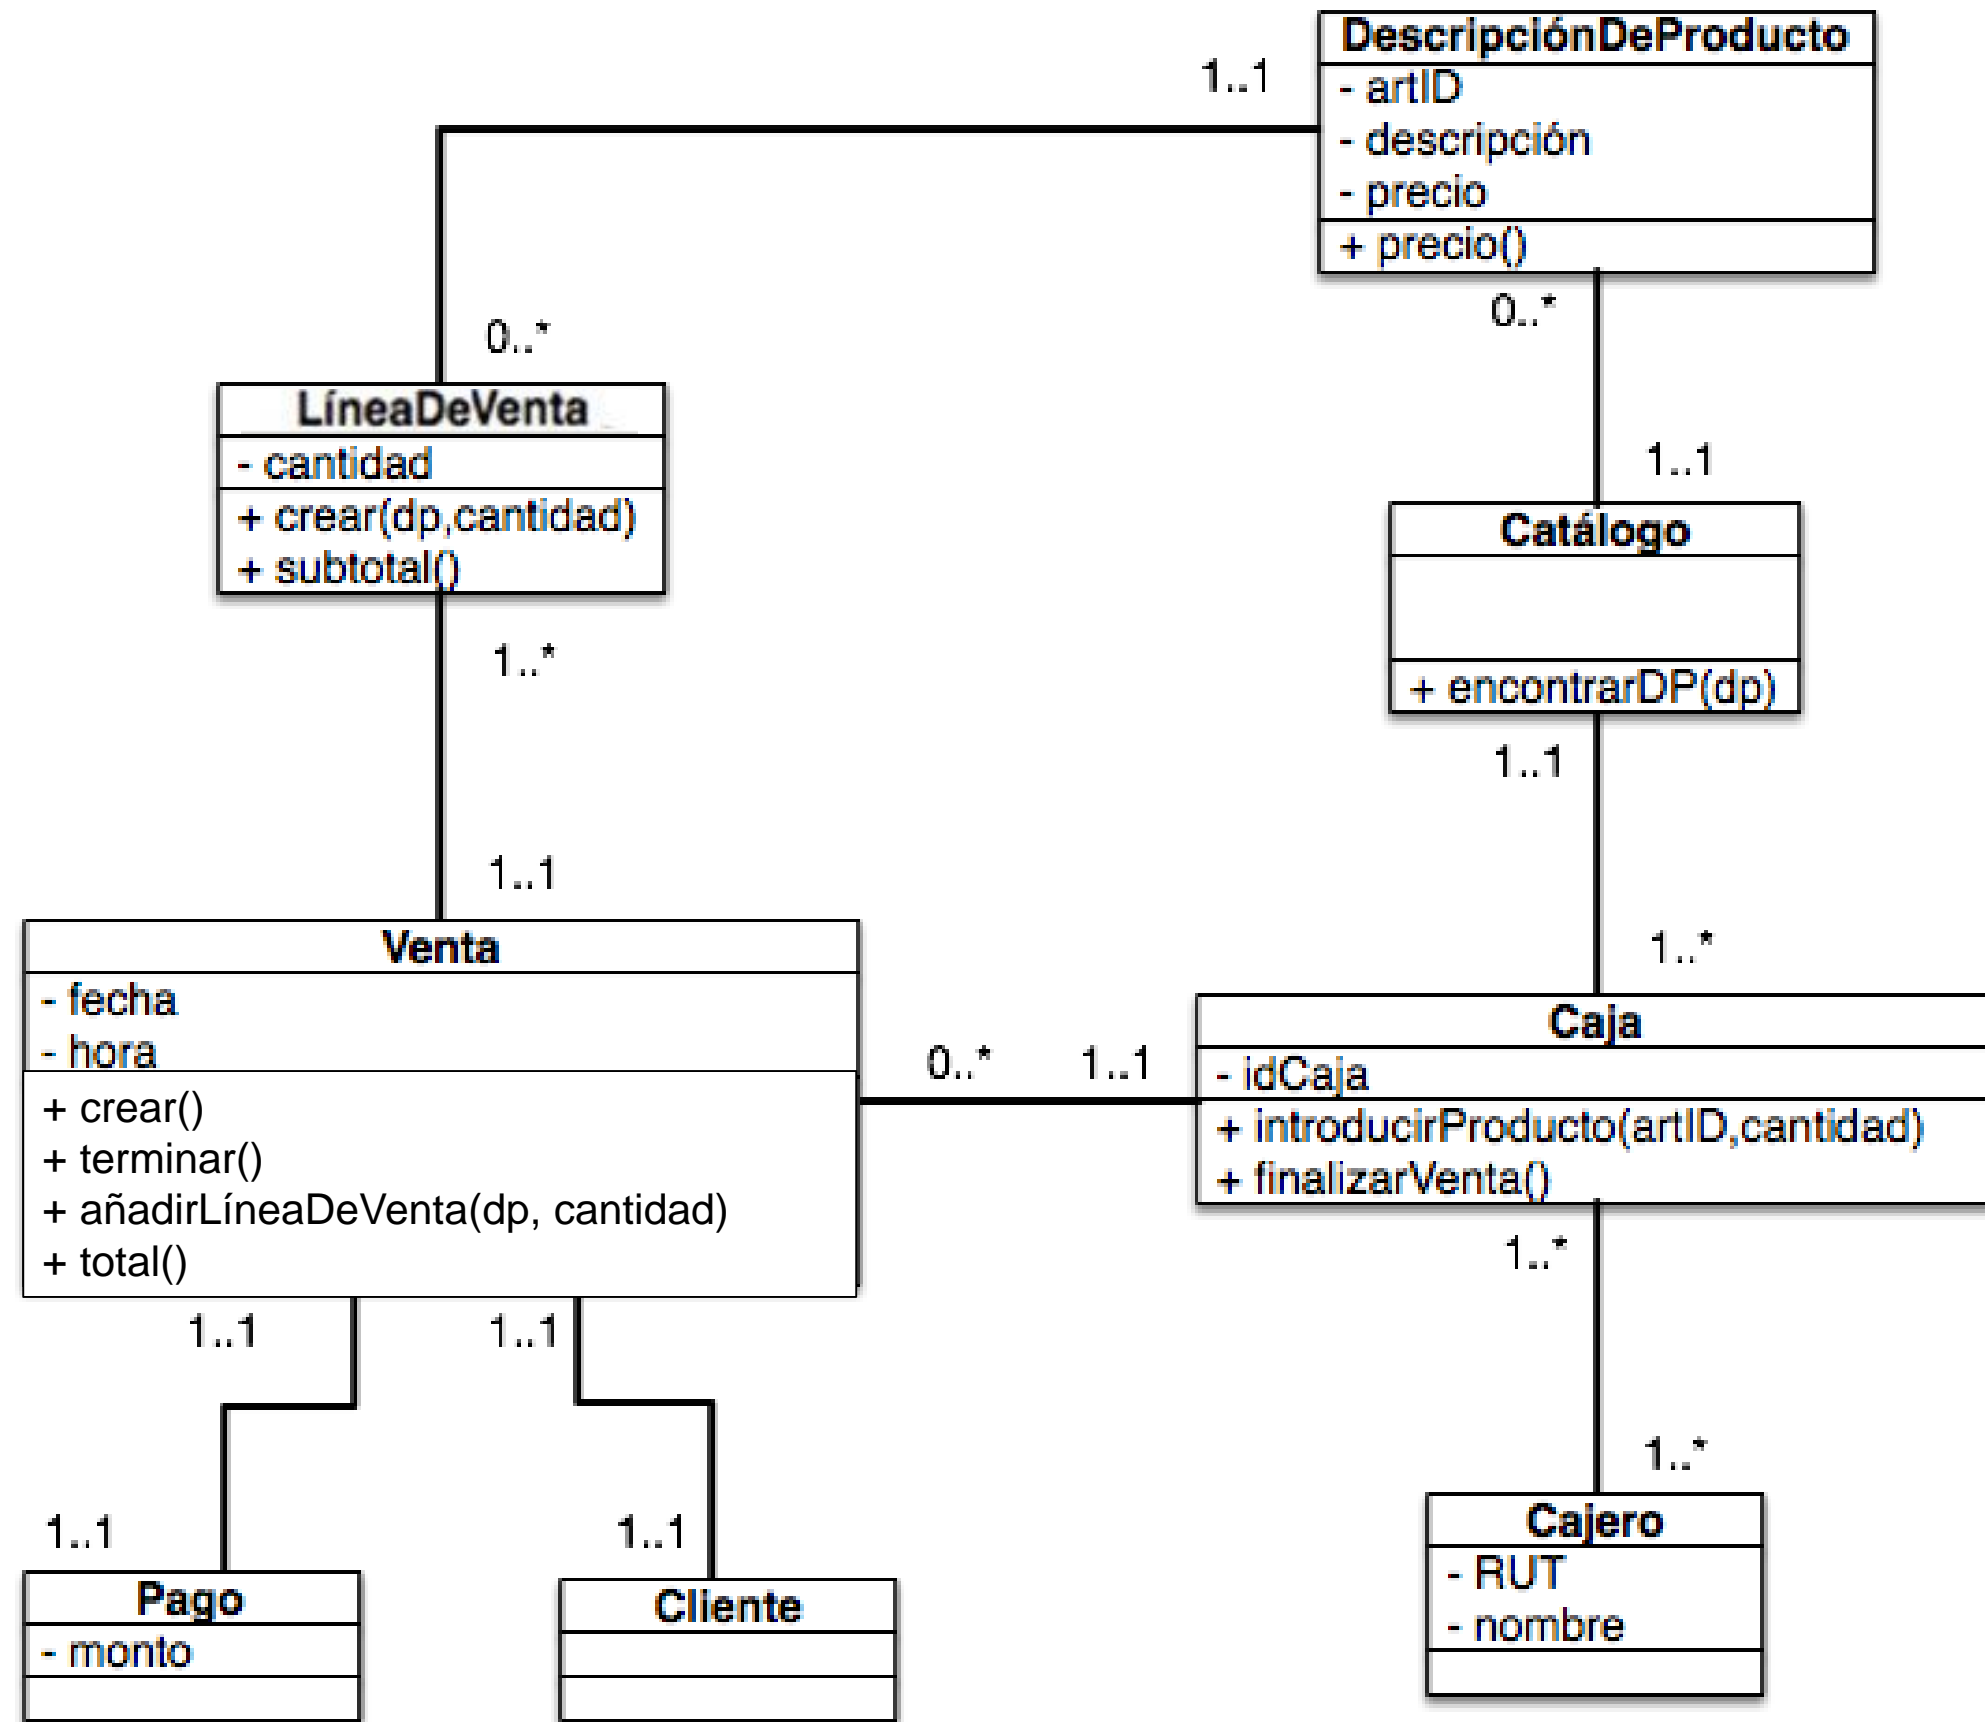 DescripciónDeProducto
- artID
- descripción
- precio
+ precio()
1..1
0..*
0..*
LíneaDeVenta
- cantidad
+ crear(dp,cantidad)
+ subtotal()
1..1
Catálogo
+ encontrarDP(dp)
1..*
1..1
1..1
1..*
Venta
- fecha
- hora
+ crear()
+ terminar()
+ añadirLíneaDeVenta(dp, cantidad)
+ total()
0..*
1..1
Caja
- idCaja
+ introducirProducto(artID,cantidad)
+ finalizarVenta()
1..1
1..1
1..*
1..*
1..1
1..1
Pago
- monto
Cliente
Cajero
- RUT
- nombre